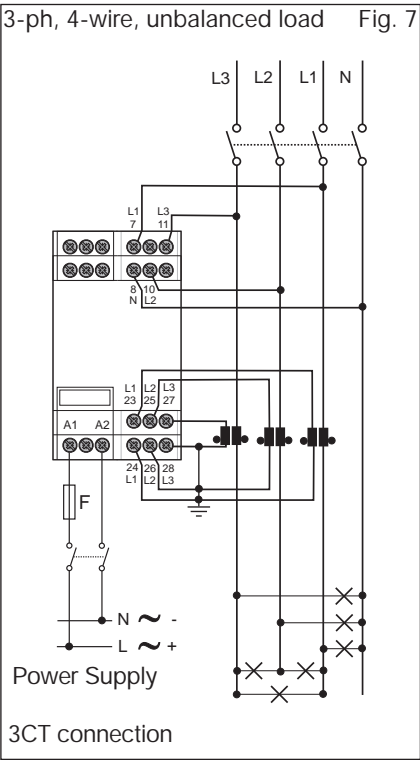 3-ph, 4-wire, unbalanced load Fig. 7
L3 L2 L1 N
L1 L3
7 11
8 10
N L2
L1 L2 L3
23 25 27
A1 A2
24 26 28
L1 L2 L3
F
N ~ -
L ~ +
Power Supply
3CT connection